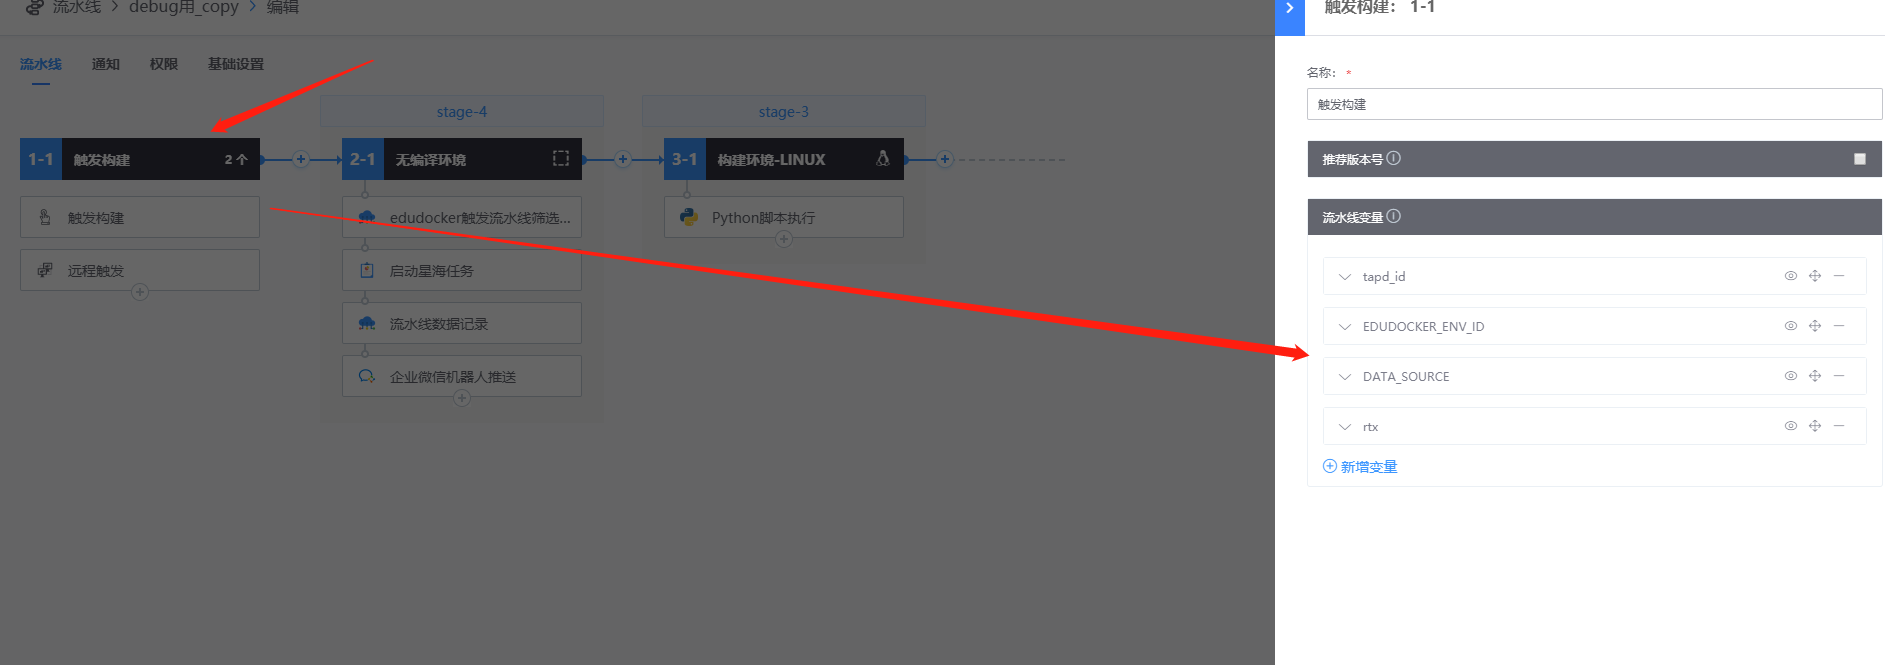 流水线 > debug用_copy > 编辑
流水线 通知 权限 基础设置
stage-4
stage-3
1-1 触发构建 2 个
2-1 无编译环境
3-1 构建环境-LINUX
触发构建
远程触发
edudocker触发流水线筛选...
启动星海任务
流水线数据记录
企业微信机器人推送
Python脚本执行
触发构建： 1-1
名称： *
触发构建
推荐版本号
流水线变量
tapd_id
EDUDOCKER_ENV_ID
DATA_SOURCE
rtx
新增变量